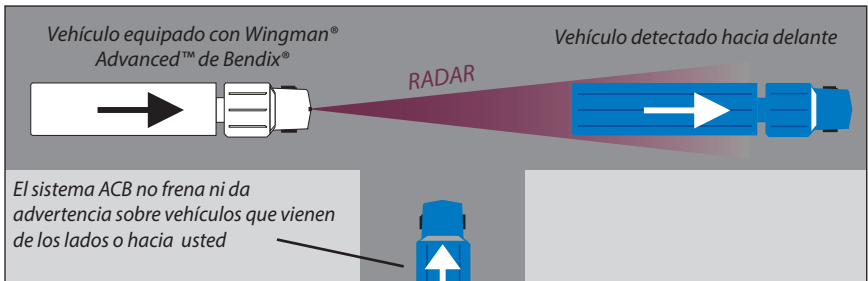 Vehículo equipado con Wingman®
Advanced™ de Bendix®
Vehículo detectado hacia delante
RADAR
El sistema ACB no frena ni da
advertencia sobre vehículos que vienen
de los lados o hacia usted